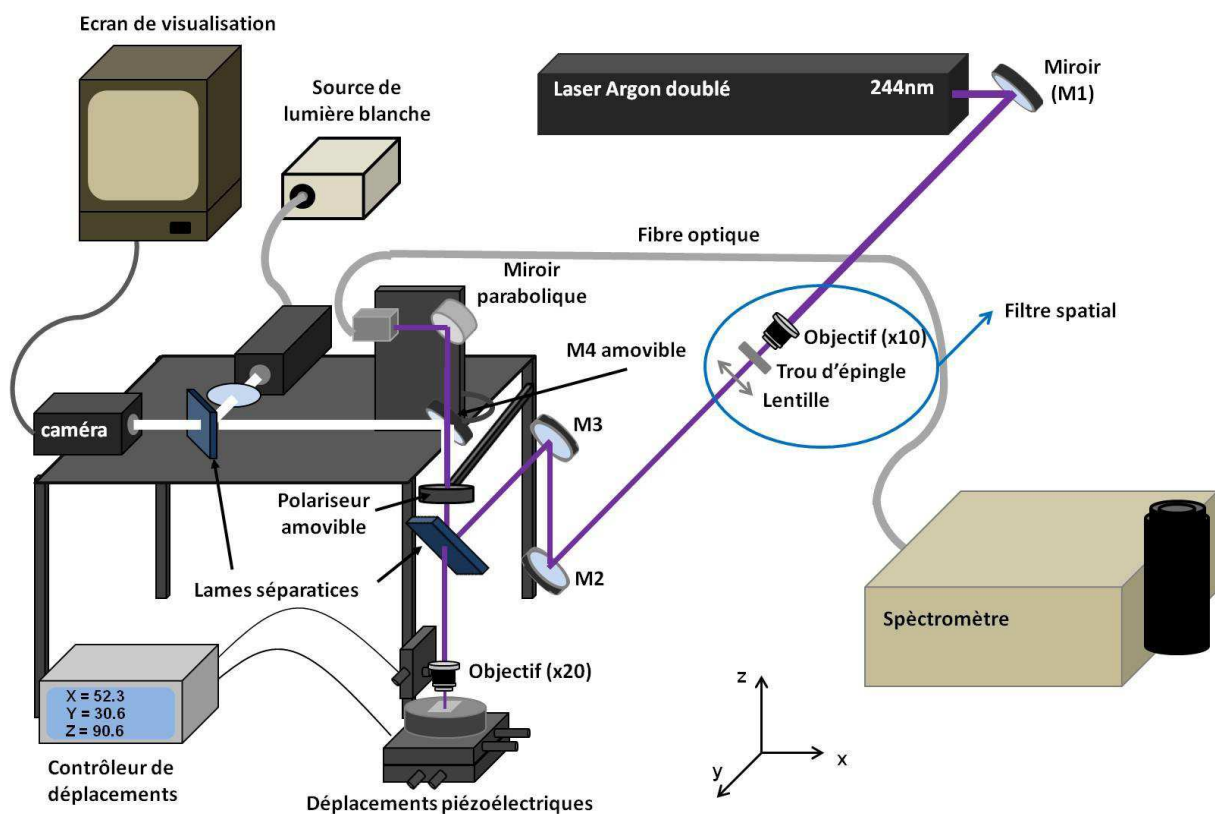 Ecran de visualisation
Source de
lumière blanche
Laser Argon doublé
244nm
Miroir
(M1)
Fibre optique
Miroir
parabolique
Objectif (x10)
Filtre spatial
Trou d'épingle
Lentille
M4 amovible
caméra
M3
Polariseur
amovible
M2
Lames séparatices
Spèctromètre
Objectif (x20)
X = 52.3
Y = 30.6
Z = 90.6
z
x
y
Contrôleur de
déplacements
Déplacements piézoélectriques